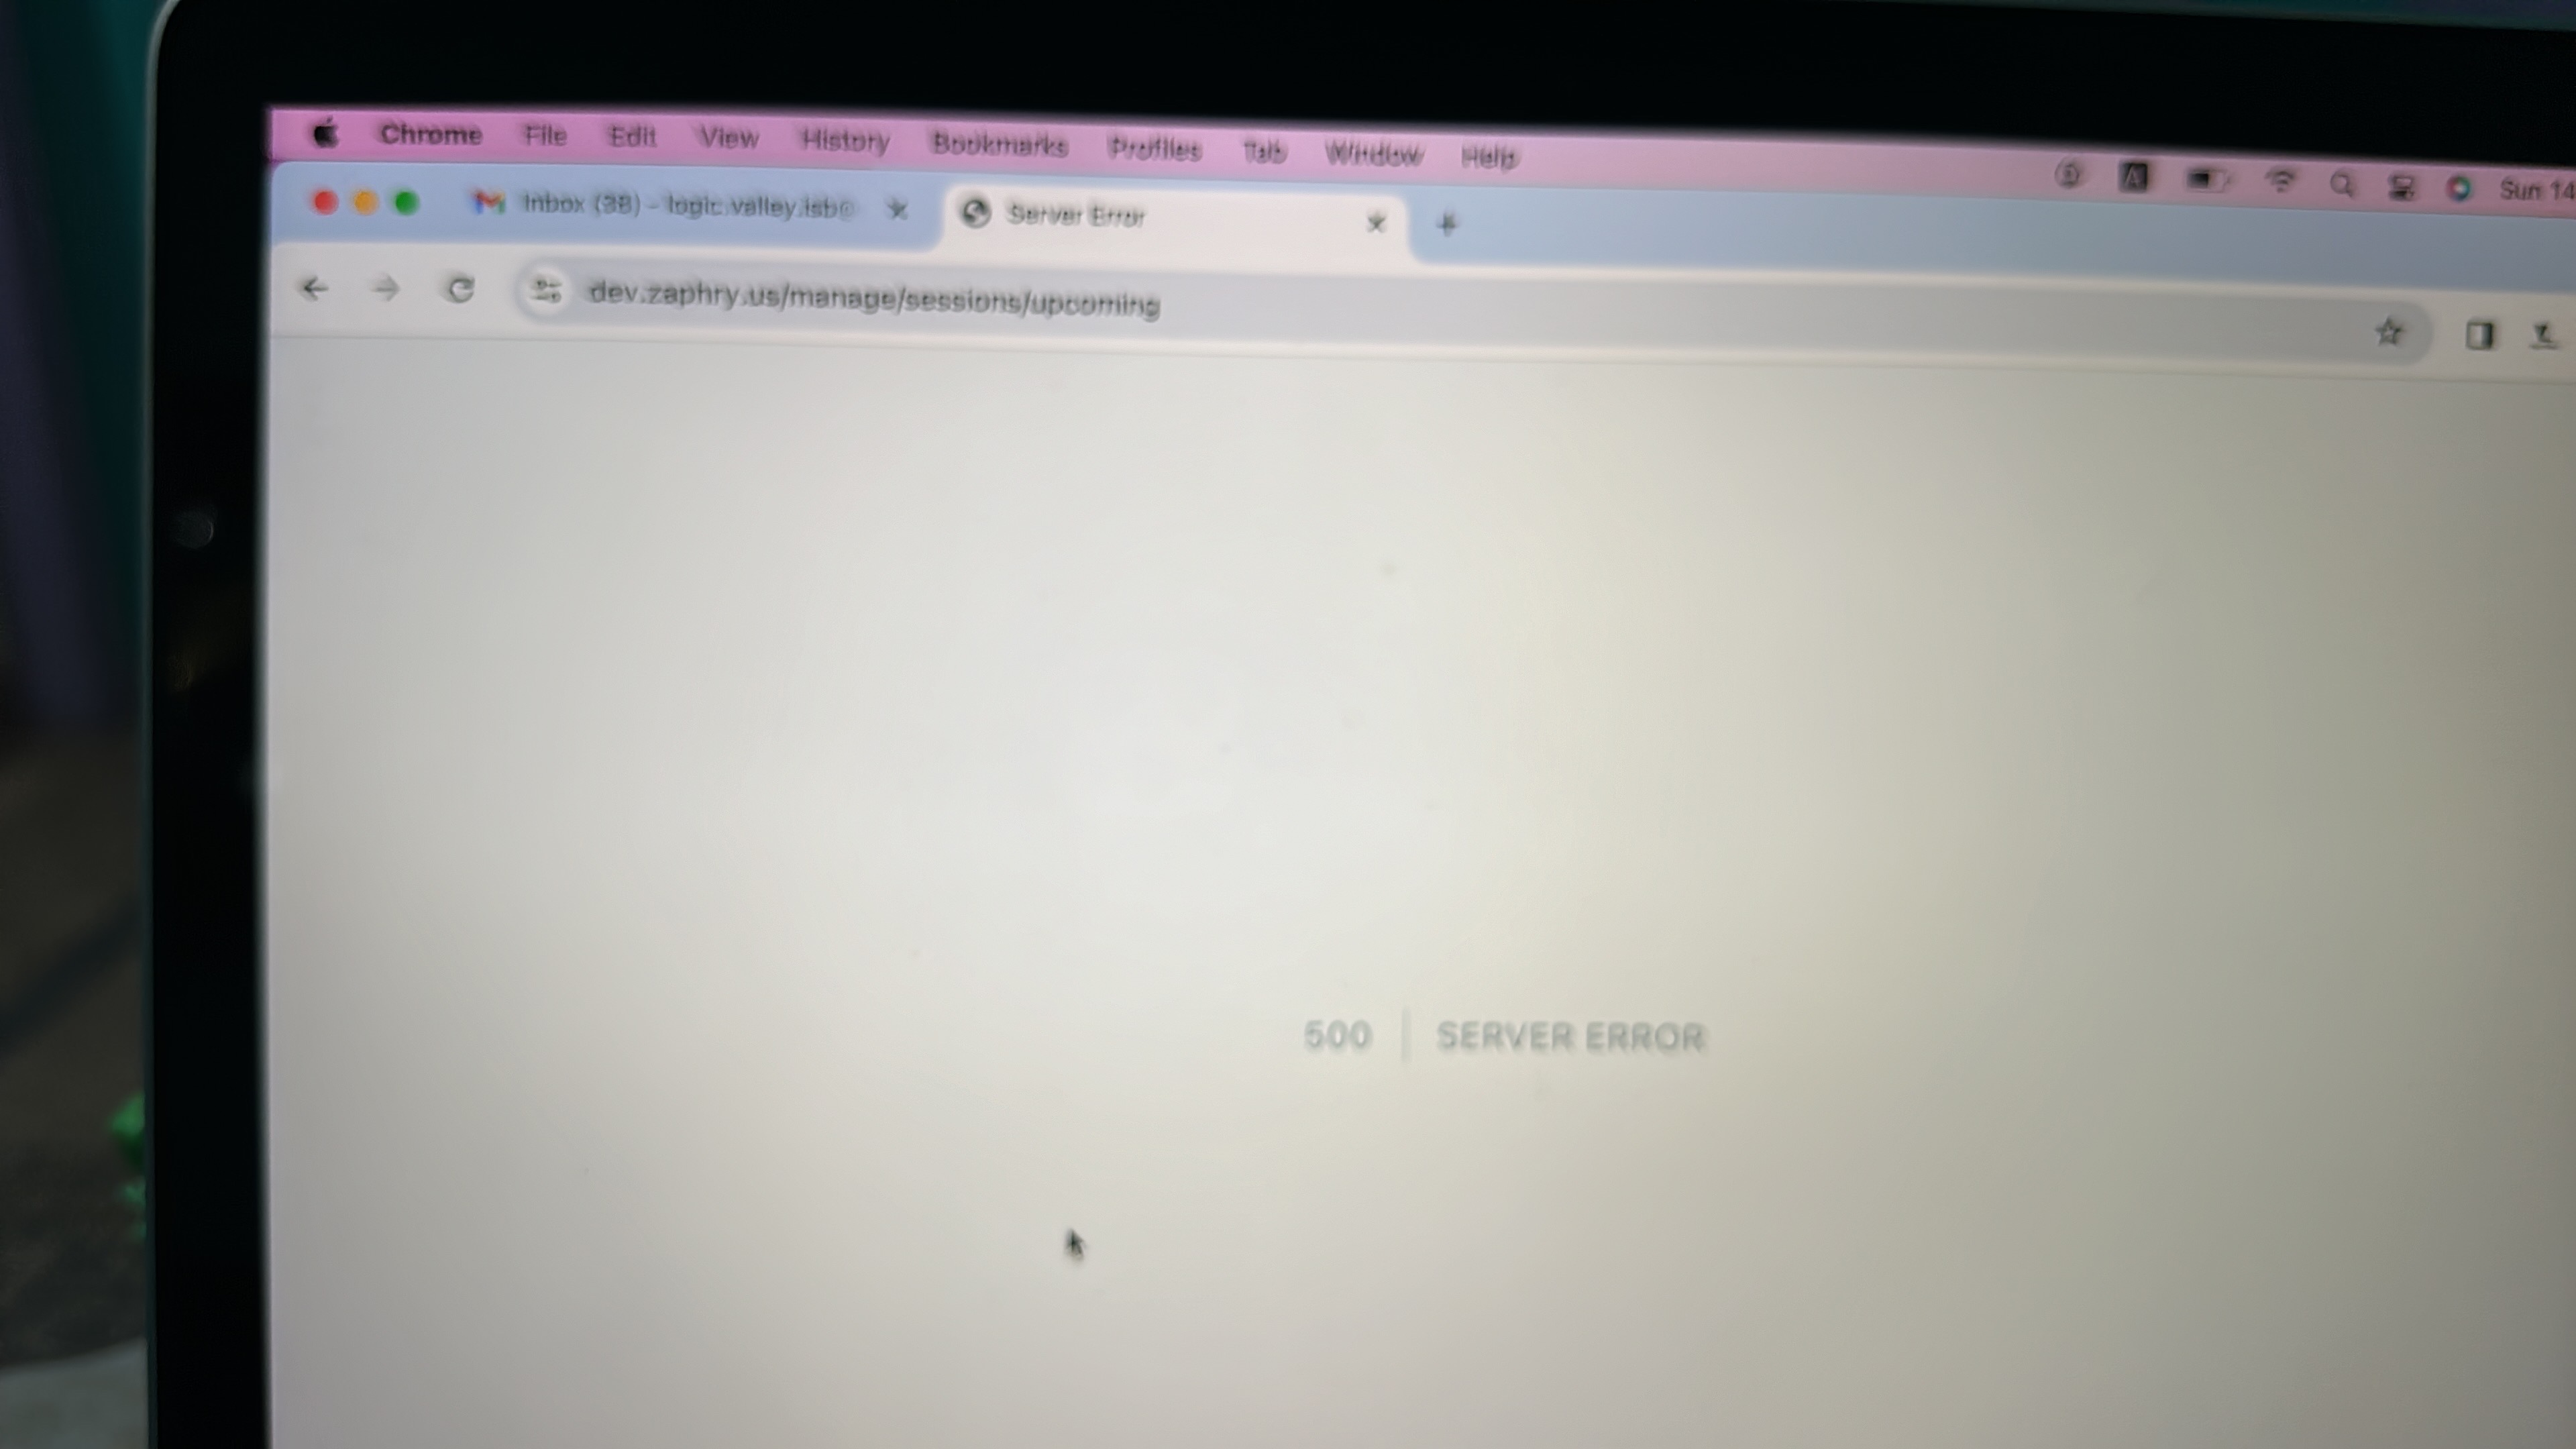 Chrome File Edit View History Bookmarks Profiles Tab Window Help Sun 14
Inbox (38) - logic.valley.isb@ Server Error
dev.zaphry.us/manage/sessions/upcoming
500 | SERVER ERROR